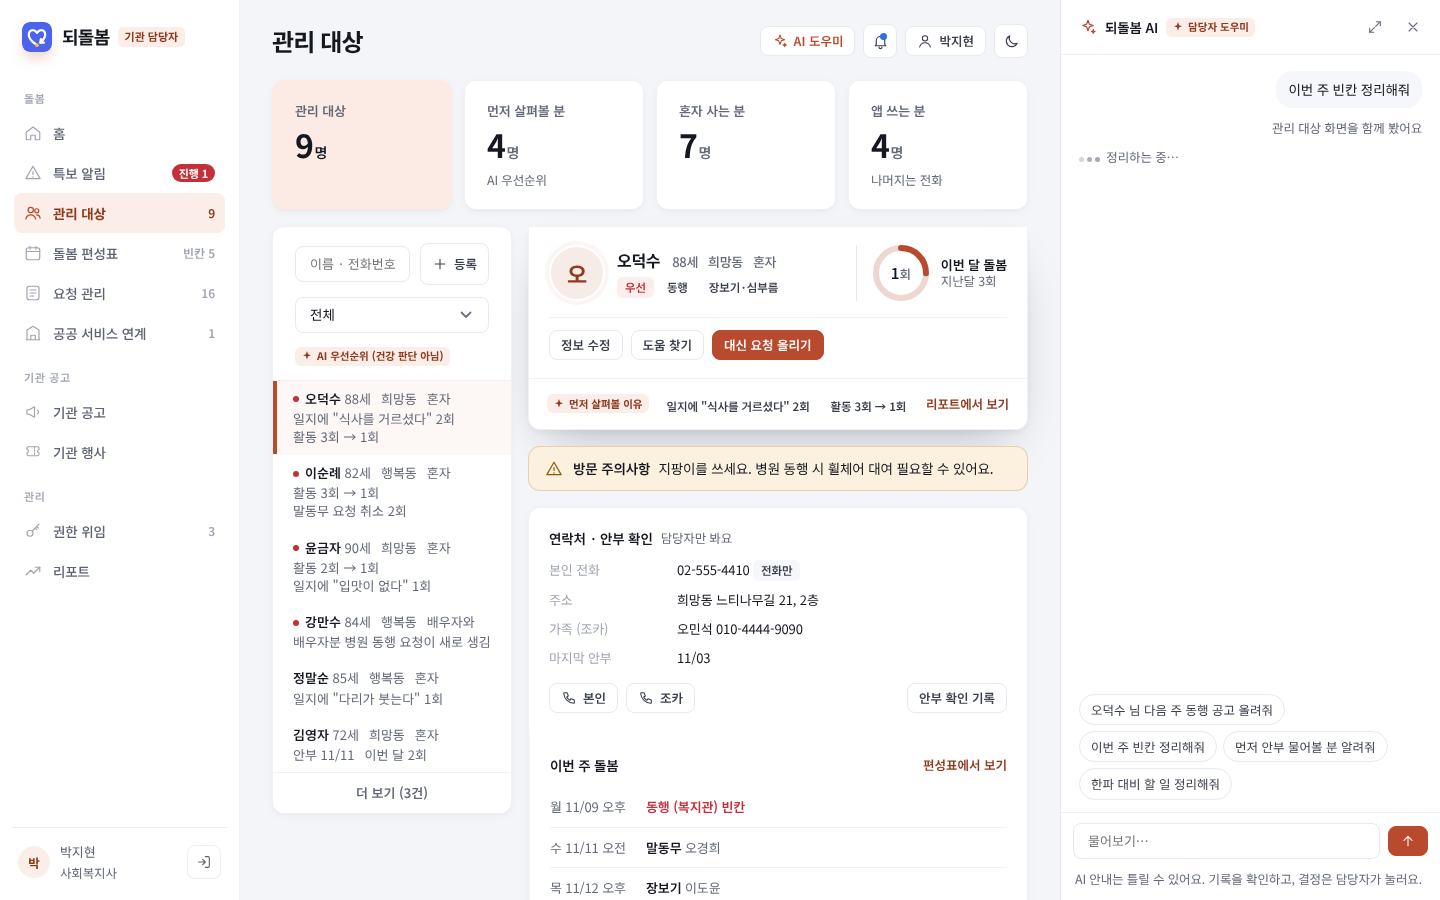 되돌봄 기관 담당자
돌봄
홈
특보 알림 진행 1
관리 대상 9
돌봄 편성표 빈칸 5
요청 관리 16
공공 서비스 연계 1
기관 공고
기관 공고
기관 행사
관리
권한 위임 3
리포트
박 박지현
사회복지사
관리 대상
AI 도우미
박지현
관리 대상
9명
먼저 살펴볼 분
4명
AI 우선순위
혼자 사는 분
7명
앱 쓰는 분
4명
나머지는 전화
이름 · 전화번호
등록
전체
AI 우선순위 (건강 판단 아님)
오덕수 88세 희망동 혼자
일지에 "식사를 거르셨다" 2회
활동 3회 → 1회
이순례 82세 행복동 혼자
활동 3회 → 1회
말동무 요청 취소 2회
윤금자 90세 희망동 혼자
활동 2회 → 1회
일지에 "입맛이 없다" 1회
강만수 84세 행복동 배우자와
배우자분 병원 동행 요청이 새로 생김
정말순 85세 행복동 혼자
일지에 "다리가 붓는다" 1회
김영자 72세 희망동 혼자
안부 11/11 이번 달 2회
더 보기 (3건)
오
오덕수 88세 희망동 혼자
우선 동행 장보기·심부름
1회
이번 달 돌봄
지난달 3회
정보 수정
도움 찾기
대신 요청 올리기
먼저 살펴볼 이유 일지에 "식사를 거르셨다" 2회 활동 3회 → 1회 리포트에서 보기
방문 주의사항 지팡이를 쓰세요. 병원 동행 시 휠체어 대여 필요할 수 있어요.
연락처 · 안부 확인 담당자만 봐요
본인 전화 02-555-4410 전화만
주소 희망동 느티나무길 21, 2층
가족 (조카) 오민석 010-4444-9090
마지막 안부 11/03
본인
조카
안부 확인 기록
이번 주 돌봄 편성표에서 보기
월 11/09 오후 동행 (복지관) 빈칸
수 11/11 오전 말동무 오경희
목 11/12 오후 장보기 이도윤
되돌봄 AI 담당자 도우미
이번 주 빈칸 정리해줘
관리 대상 화면을 함께 봤어요
정리하는 중…
오덕수 님 다음 주 동행 공고 올려줘
이번 주 빈칸 정리해줘
먼저 안부 물어볼 분 알려줘
한파 대비 할 일 정리해줘
물어보기…
AI 안내는 틀릴 수 있어요. 기록을 확인하고, 결정은 담당자가 눌러요.